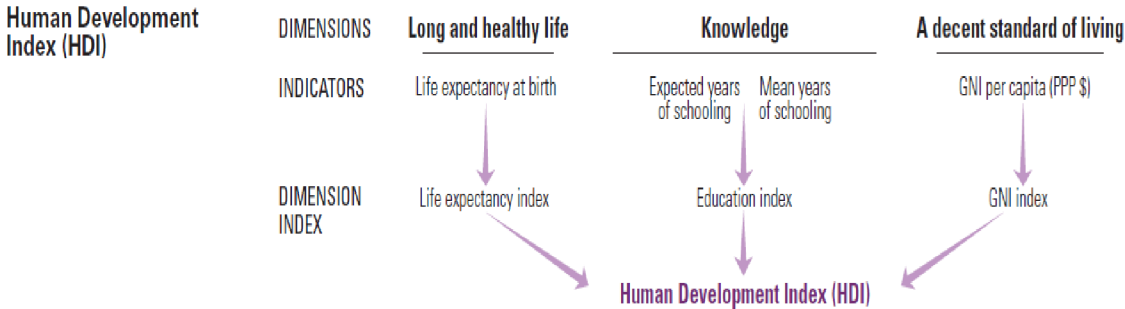 Human Development
Index (HDI)
DIMENSIONS
Long and healthy life
Knowledge
A decent standard of living
INDICATORS
Life expectancy at birth
Expected years
of schooling
Mean years
of schooling
GNI per capita (PPP $)
DIMENSION
INDEX
Life expectancy index
Education index
GNI index
Human Development Index (HDI)